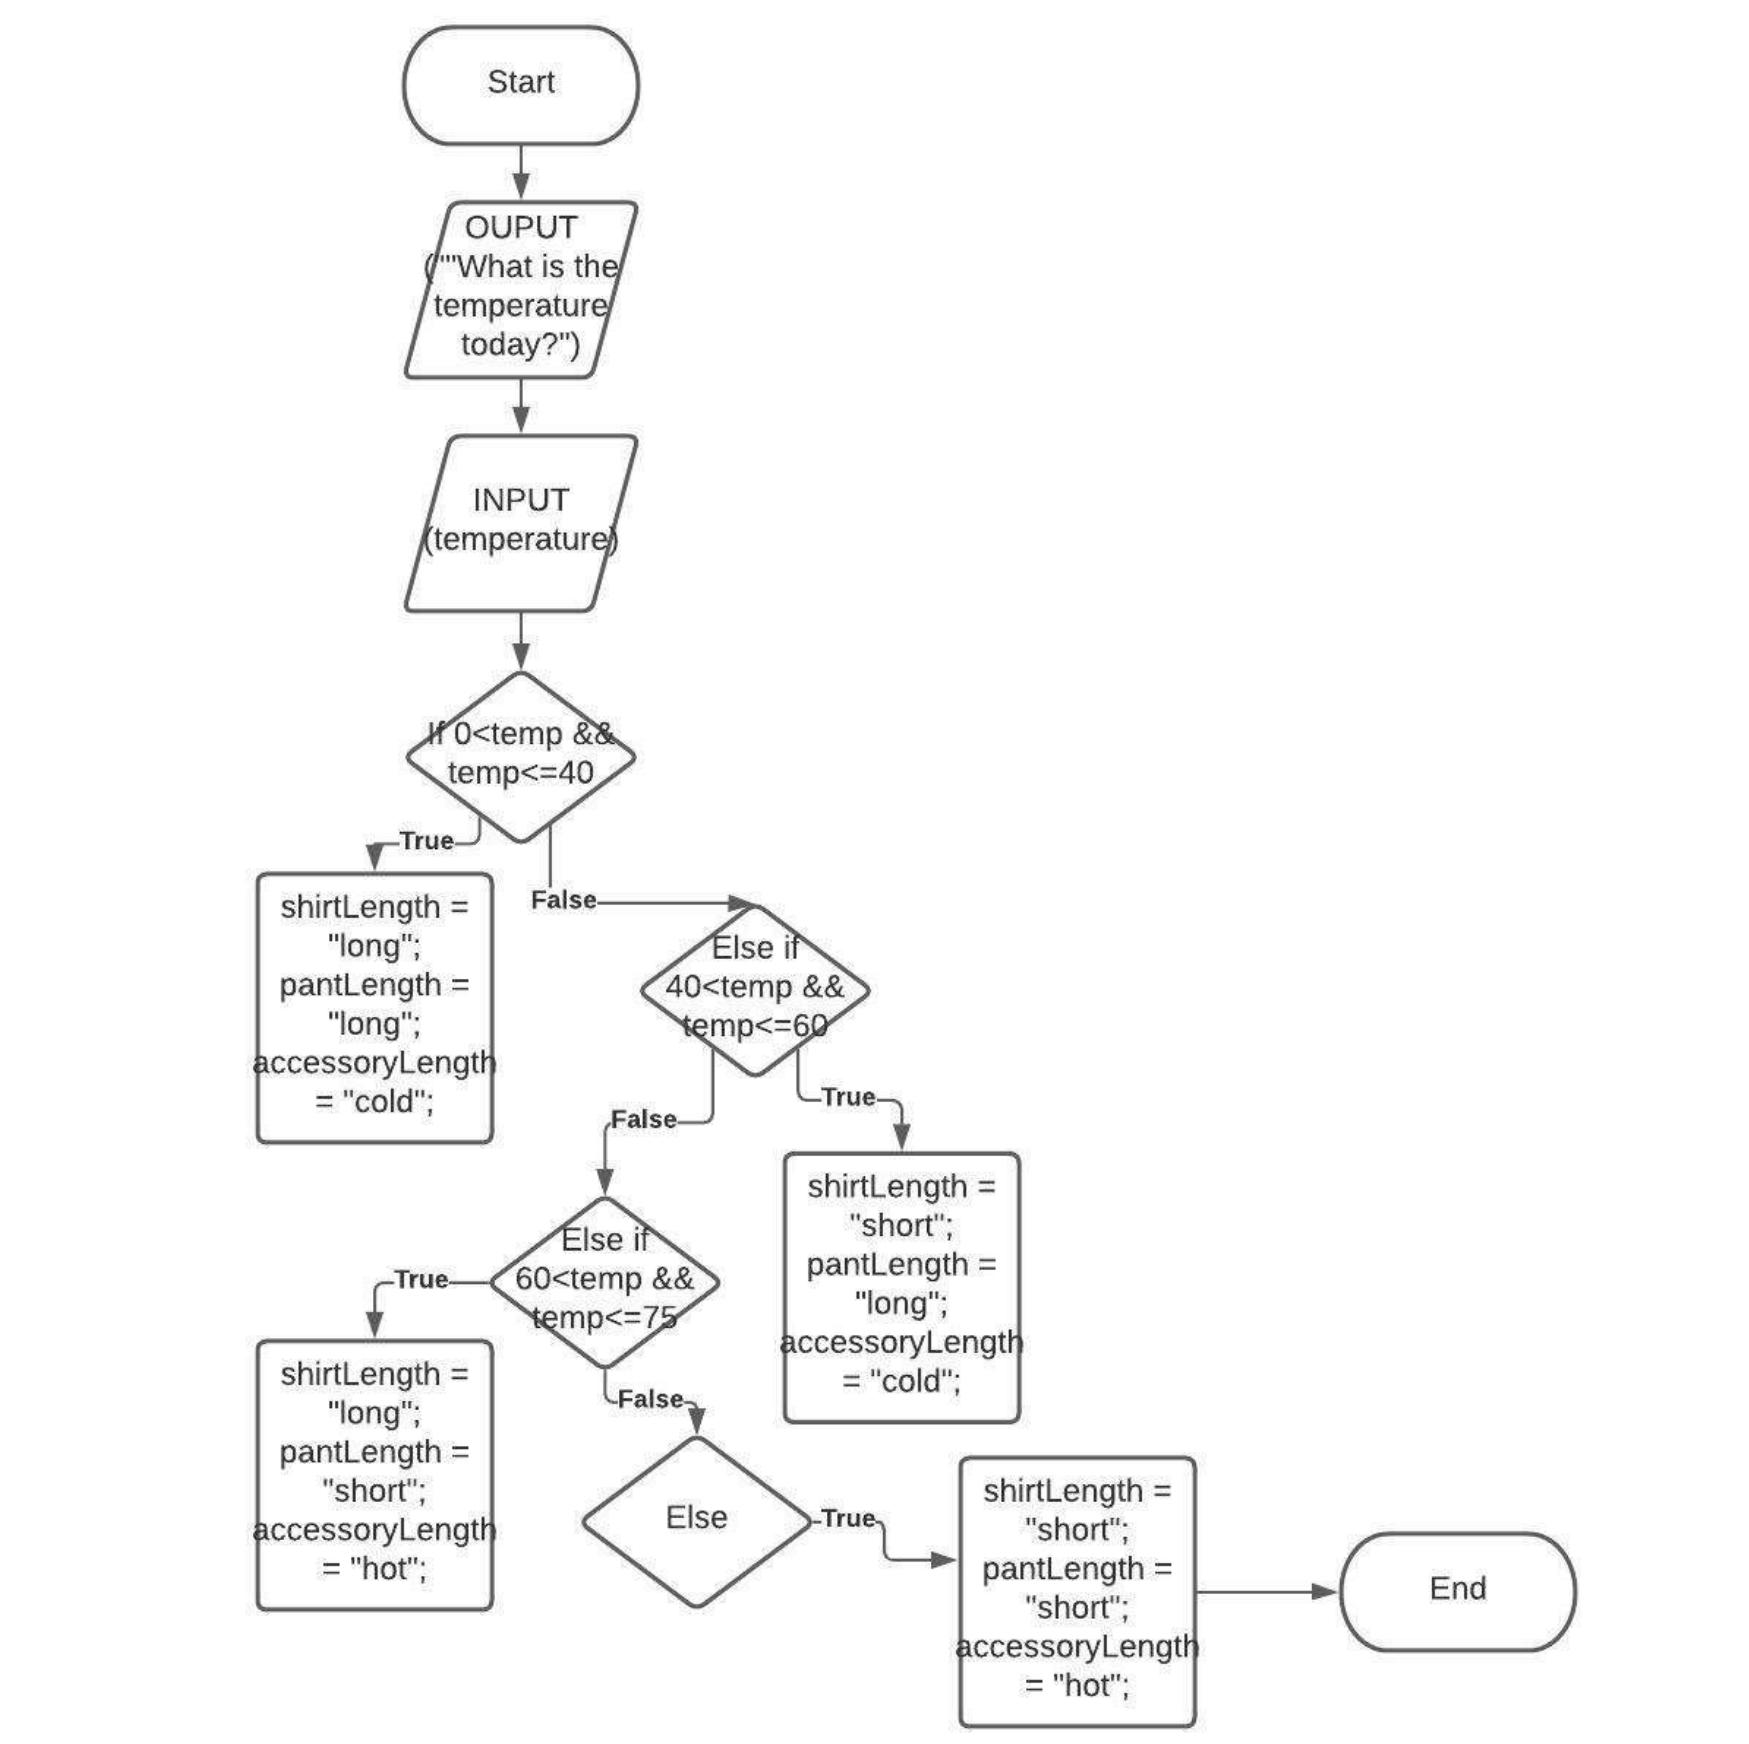 Start
OUPUT
(""What is the
temperature
today?")
INPUT
(temperature)
If 0<temp &&
temp<=40
True
False
shirtLength =
"long";
pantLength =
"long";
accessoryLength
= "cold";
Else if
40<temp &&
temp<=60
False
True
shirtLength =
"short";
pantLength =
"long";
accessoryLength
= "cold";
Else if
60<temp &&
temp<=75
True
False
shirtLength =
"long";
pantLength =
"short";
accessoryLength
= "hot";
Else
True
shirtLength =
"short";
pantLength =
"short";
accessoryLength
= "hot";
End